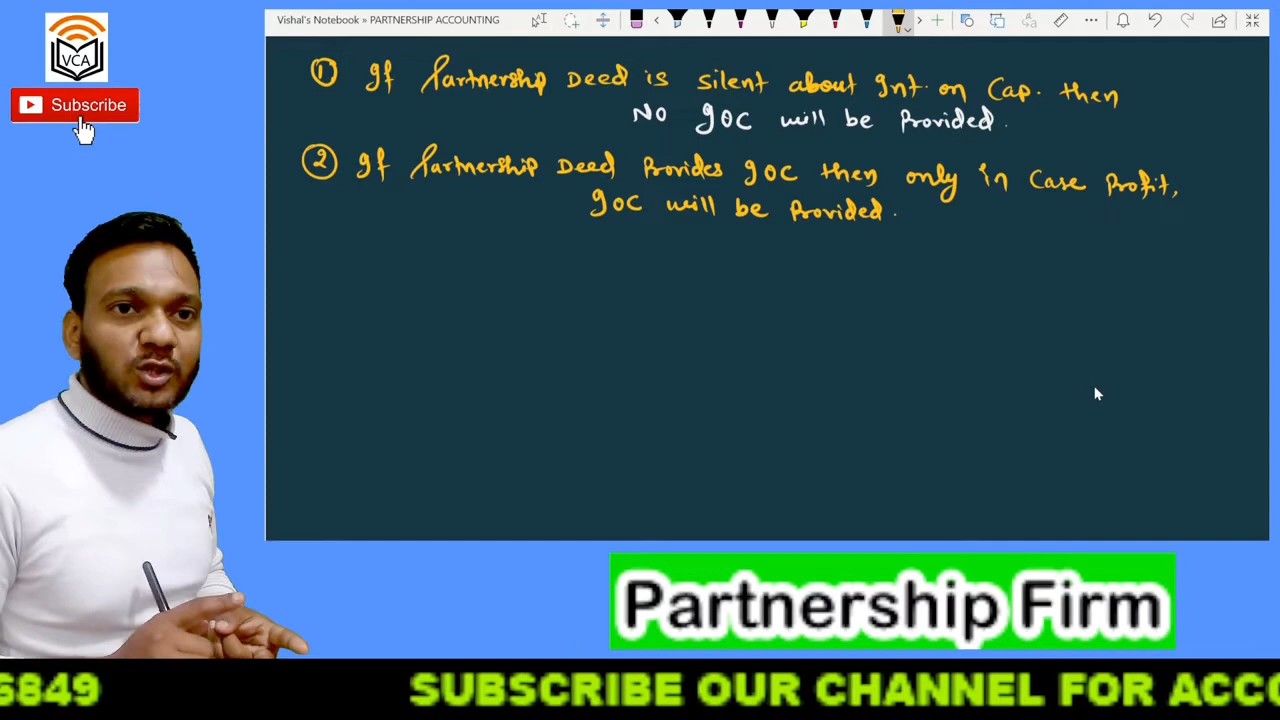 Vishal's Notebook » PARTNERSHIP ACCOUNTING
VCA
Subscribe
① If Partnership Deed is silent about Int. on Cap. then
NO IOC will be Provided.
② If Partnership Deed Provides IOC then only in Case Profit,
IOC will be Provided.
Partnership Firm
6849 SUBSCRIBE OUR CHANNEL FOR ACCO